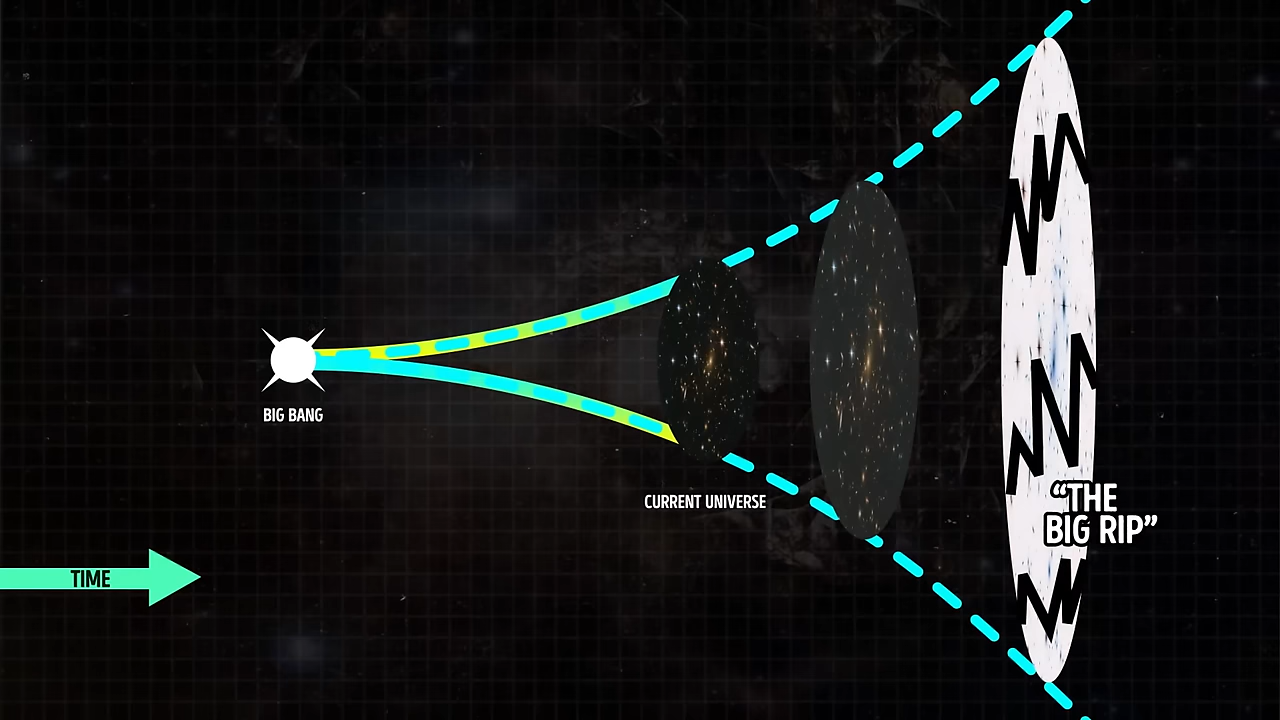 BIG BANG
CURRENT UNIVERSE
“THE
BIG RIP”
TIME